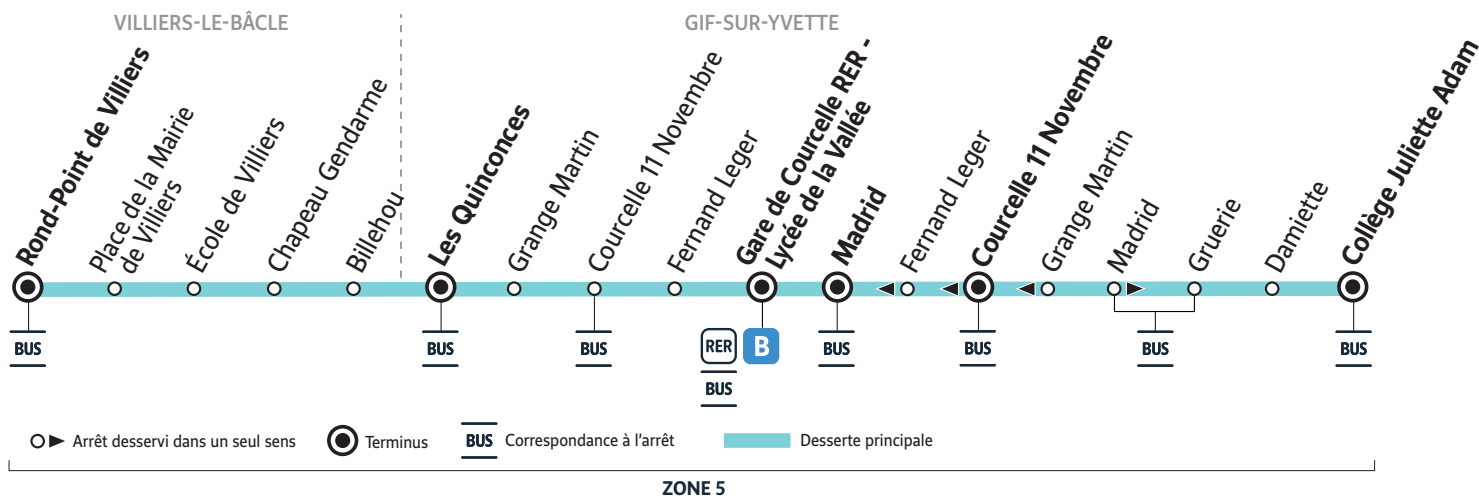 VILLIERS-LE-BÂCLE
GIF-SUR-YVETTE
Rond-Point de Villiers
Place de la Mairie
de Villiers
École de Villiers
Chapeau Gendarme
Billehou
Les Quinconces
Grange Martin
Courcelle 11 Novembre
Fernand Leger
Gare de Courcelle RER -
Lycée de la Vallée
Madrid
Fernand Leger
Courcelle 11 Novembre
Grange Martin
Madrid
Gruerie
Damiette
Collège Juliette Adam
BUS
BUS
BUS
RER B
BUS
BUS
BUS
BUS
BUS
Arrêt desservi dans un seul sens
Terminus
BUS Correspondance à l'arrêt
Desserte principale
ZONE 5